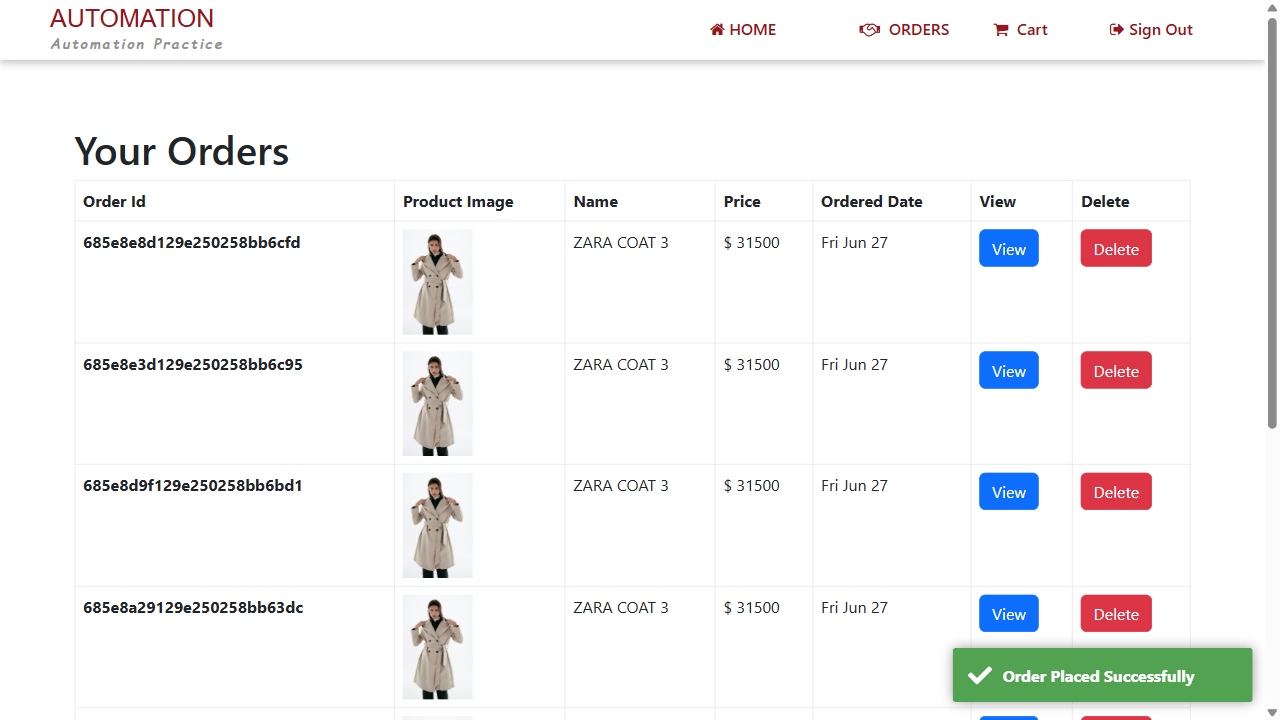 AUTOMATION
Automation Practice
HOME ORDERS Cart Sign Out
Your Orders
Order Id Product Image Name Price Ordered Date View Delete
685e8e8d129e250258bb6cfd ZARA COAT 3 $ 31500 Fri Jun 27 View Delete
685e8e3d129e250258bb6c95 ZARA COAT 3 $ 31500 Fri Jun 27 View Delete
685e8d9f129e250258bb6bd1 ZARA COAT 3 $ 31500 Fri Jun 27 View Delete
685e8a29129e250258bb63dc ZARA COAT 3 $ 31500 Fri Jun 27 View Delete
Order Placed Successfully